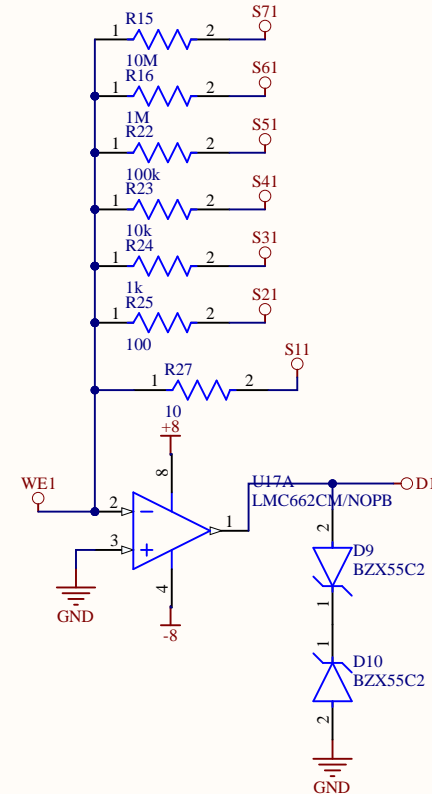 S71
R15
1 2
10M
S61
R16
1 2
1M
S51
R22
1 2
100k
S41
R23
1 2
10k
S31
R24
1 2
1k
S21
R25
1 2
100
S11
R27
1 2
10
+8
8
WE1
U17A
LMC662CM/NOPB
2
1
3
4
-8
GND
2
D9
BZX55C2
1
1
D10
BZX55C2
2
GND